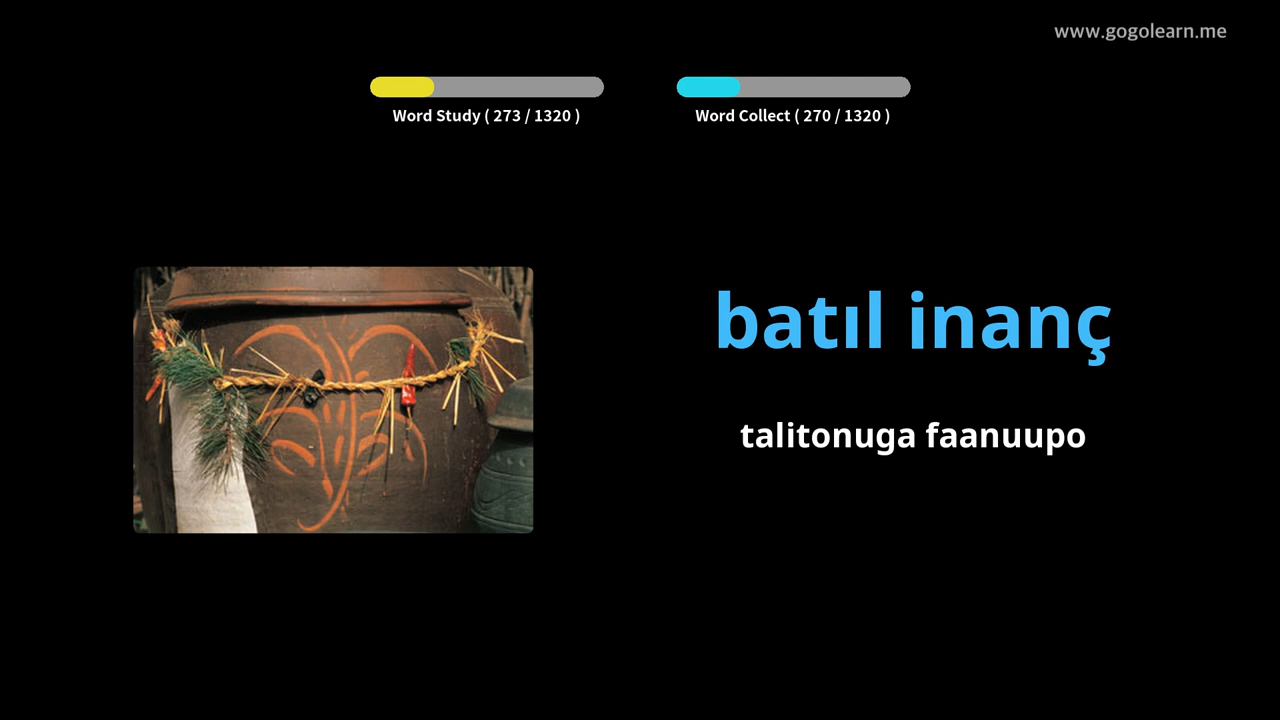 www.gogolearn.me
Word Study ( 273 / 1320 )
Word Collect ( 270 / 1320 )
batıl inanç
talitonuga faanuupo